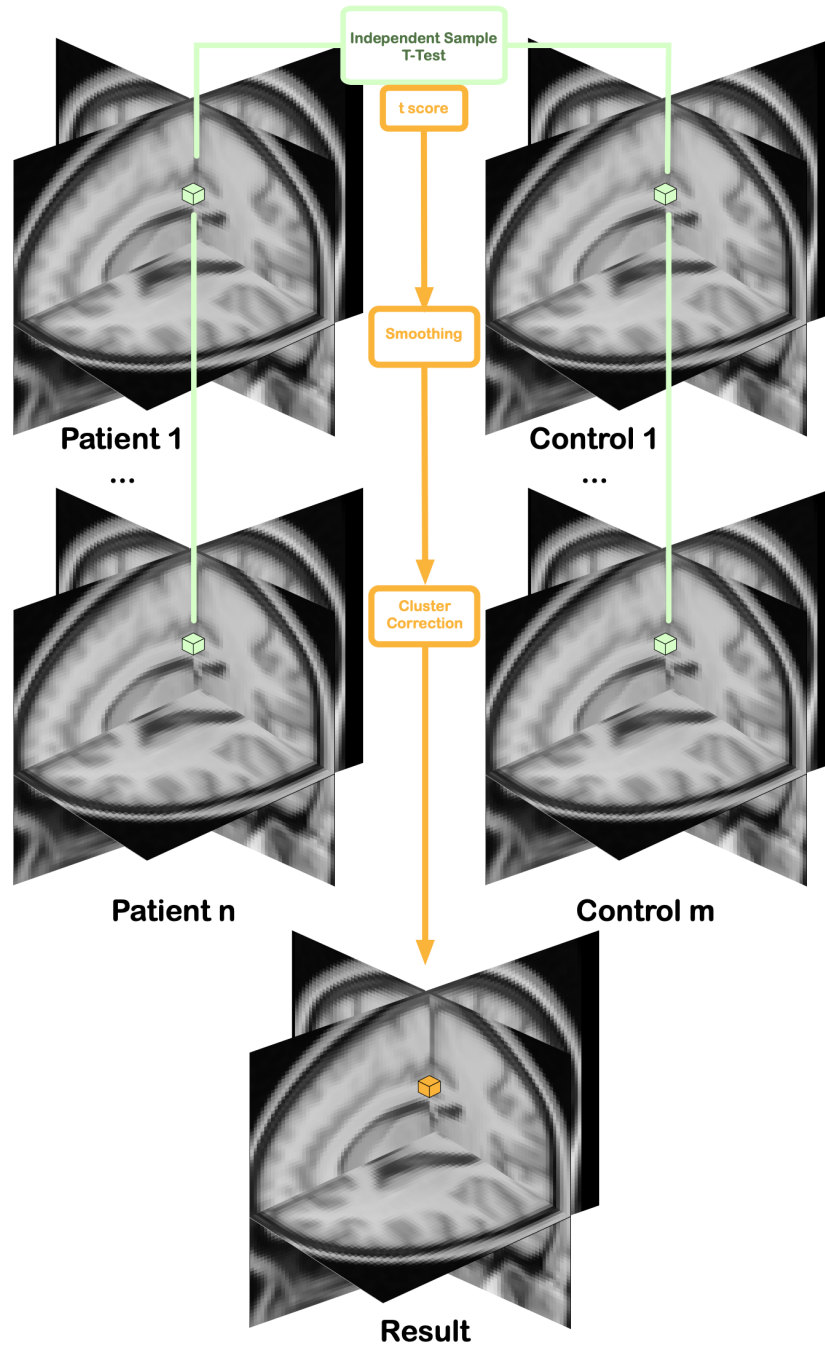 Independent Sample
T-Test
t score
Smoothing
Patient 1
Control 1
...
...
Cluster
Correction
Patient n
Control m
Result